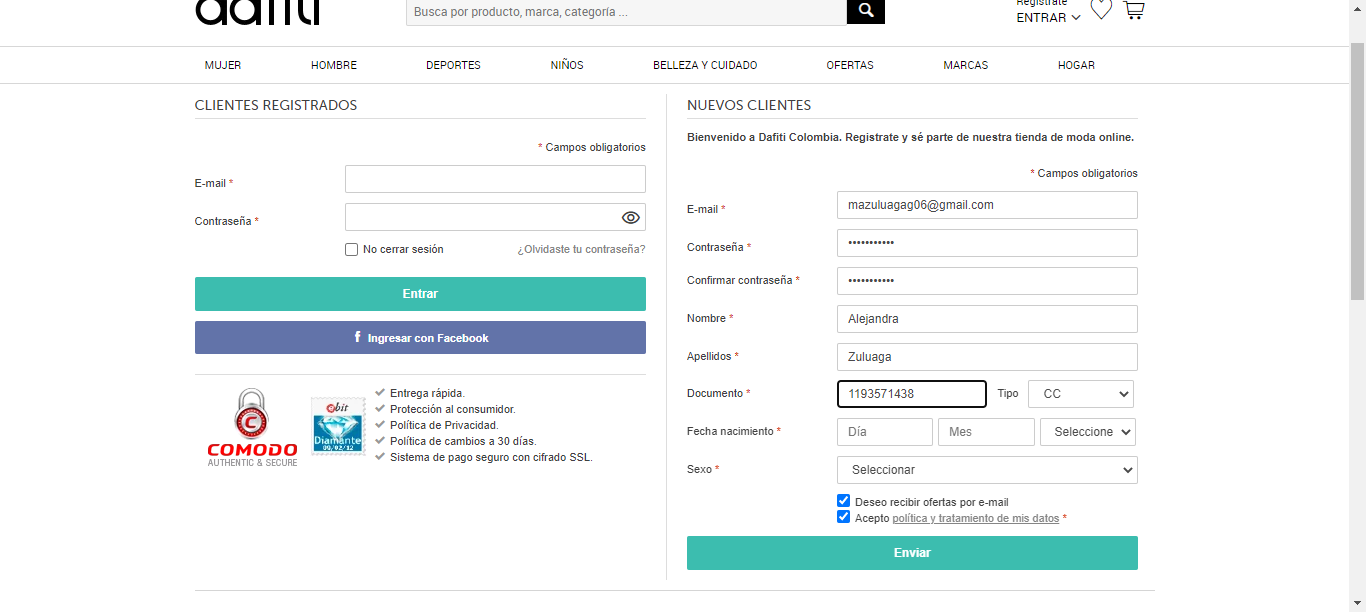 dafiti
Busca por producto, marca, categoría ...
Regístrate
ENTRAR
MUJER HOMBRE DEPORTES NIÑOS BELLEZA Y CUIDADO OFERTAS MARCAS HOGAR
CLIENTES REGISTRADOS
* Campos obligatorios
E-mail *
Contraseña *
No cerrar sesión ¿Olvidaste tu contraseña?
Entrar
f Ingresar con Facebook
COMODO
AUTHENTIC & SECURE
ebit
Diamante
Entrega rápida.
Protección al consumidor.
Política de Privacidad.
Política de cambios a 30 días.
Sistema de pago seguro con cifrado SSL.
NUEVOS CLIENTES
Bienvenido a Dafiti Colombia. Registrate y sé parte de nuestra tienda de moda online.
* Campos obligatorios
E-mail * mazuluagag06@gmail.com
Contraseña * •••••••••••
Confirmar contraseña * •••••••••••
Nombre * Alejandra
Apellidos * Zuluaga
Documento * 1193571438 Tipo CC
Fecha nacimiento * Día Mes Seleccione
Sexo * Seleccionar
Deseo recibir ofertas por e-mail
Acepto política y tratamiento de mis datos *
Enviar